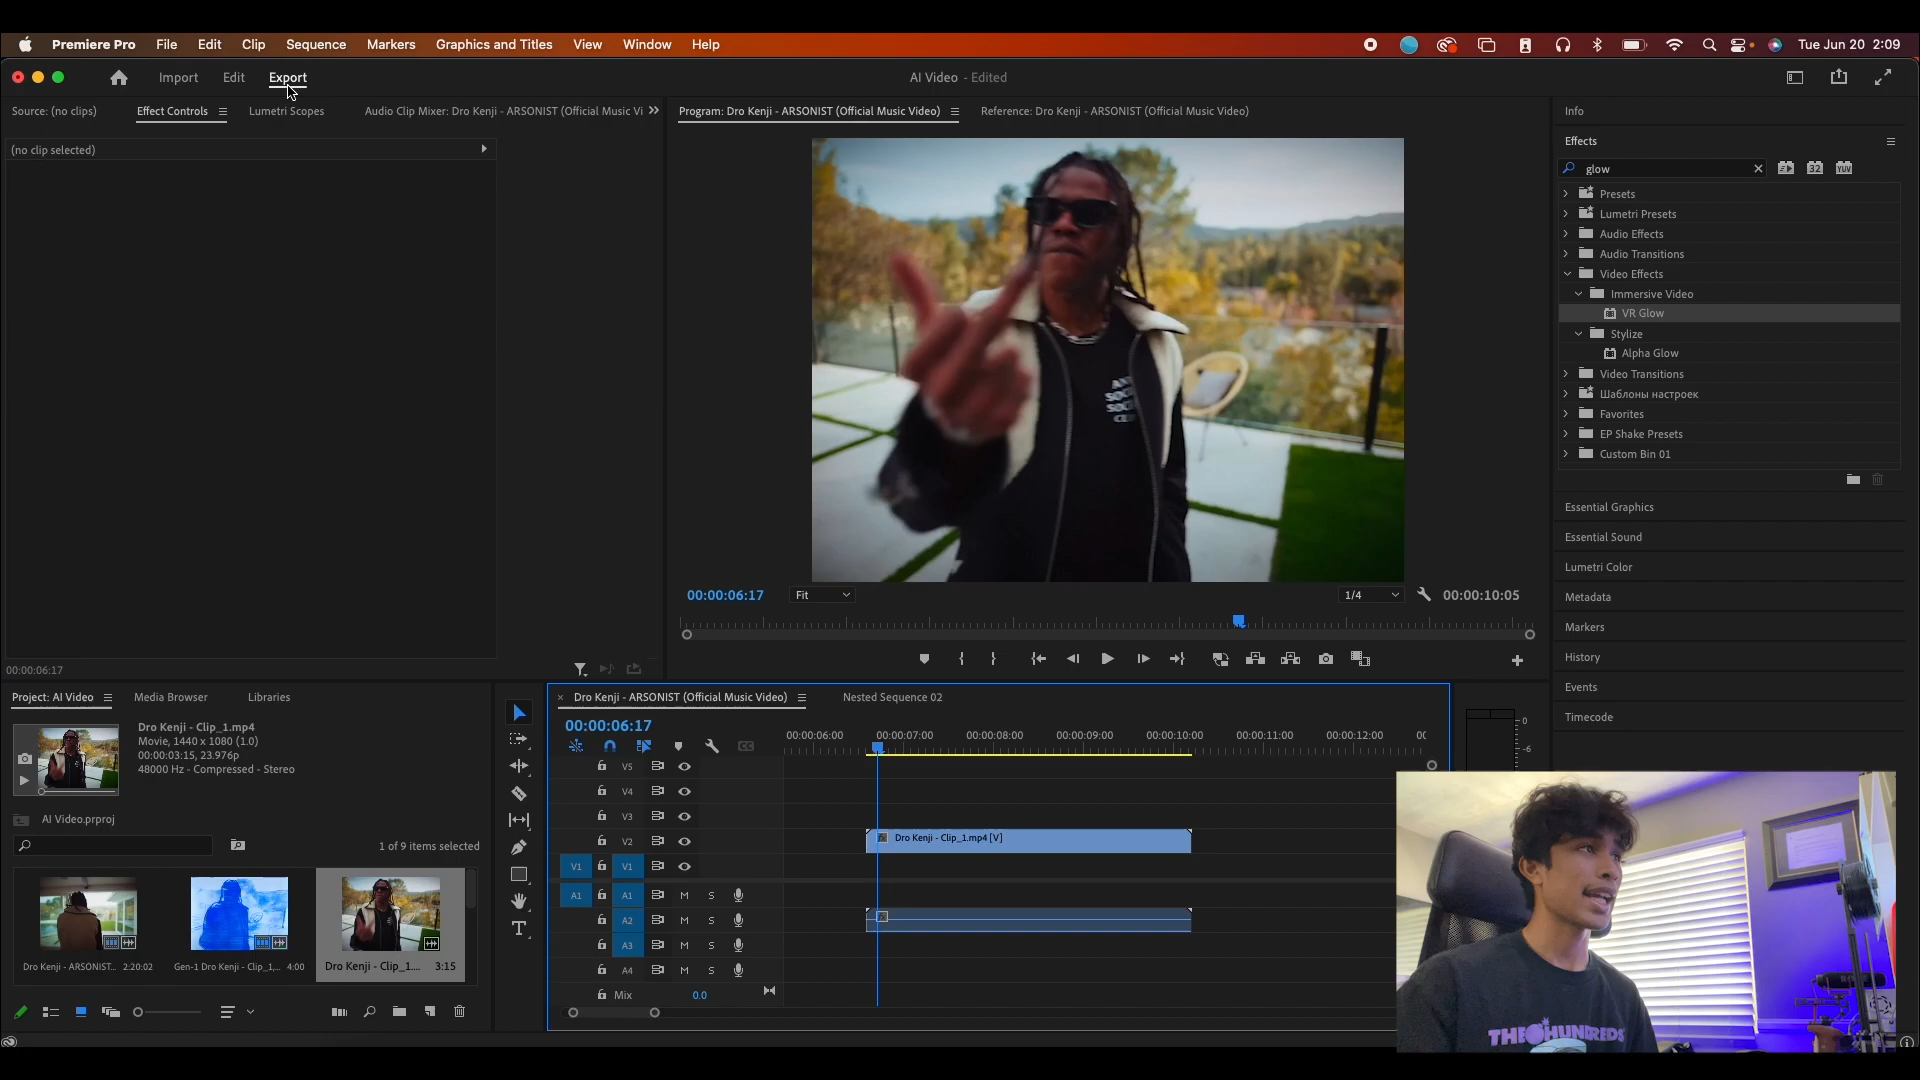 Premiere Pro File Edit Clip Sequence Markers Graphics and Titles View Window Help Tue Jun 20 2:09
Import Edit Export AI Video - Edited
Source: (no clips) Effect Controls Lumetri Scopes Audio Clip Mixer: Dro Kenji - ARSONIST (Official Music Vi
Program: Dro Kenji - ARSONIST (Official Music Video) Reference: Dro Kenji - ARSONIST (Official Music Video)
(no clip selected)
00:00:06:17
00:00:06:17 Fit 1/4 00:00:10:05
Info
Effects
glow 32 YUV
Presets
Lumetri Presets
Audio Effects
Audio Transitions
Video Effects
Immersive Video
VR Glow
Stylize
Alpha Glow
Video Transitions
Шаблоны настроек
Favorites
EP Shake Presets
Custom Bin 01
Essential Graphics
Essential Sound
Lumetri Color
Metadata
Markers
History
Events
Timecode
Project: AI Video Media Browser Libraries
Dro Kenji - Clip_1.mp4
Movie, 1440 x 1080 (1.0)
00:00:03:15, 23.976p
48000 Hz - Compressed - Stereo
AI Video.prproj
1 of 9 items selected
Dro Kenji - ARSONIST... 2:20:02
Gen-1 Dro Kenji - Clip_1,... 4:00
Dro Kenji - Clip_1.... 3:15
Dro Kenji - ARSONIST (Official Music Video) Nested Sequence 02
00:00:06:17
00:00:06:00 00:00:07:00 00:00:08:00 00:00:09:00 00:00:10:00 00:00:11:00 00:00:12:00 00
V5
V4
V3
V2 Dro Kenji - Clip_1.mp4 [V]
V1 V1
A1 A1 M S
A2 M S
A3 M S
A4 M S
Mix 0.0
0
-6
THE HUNDREDS